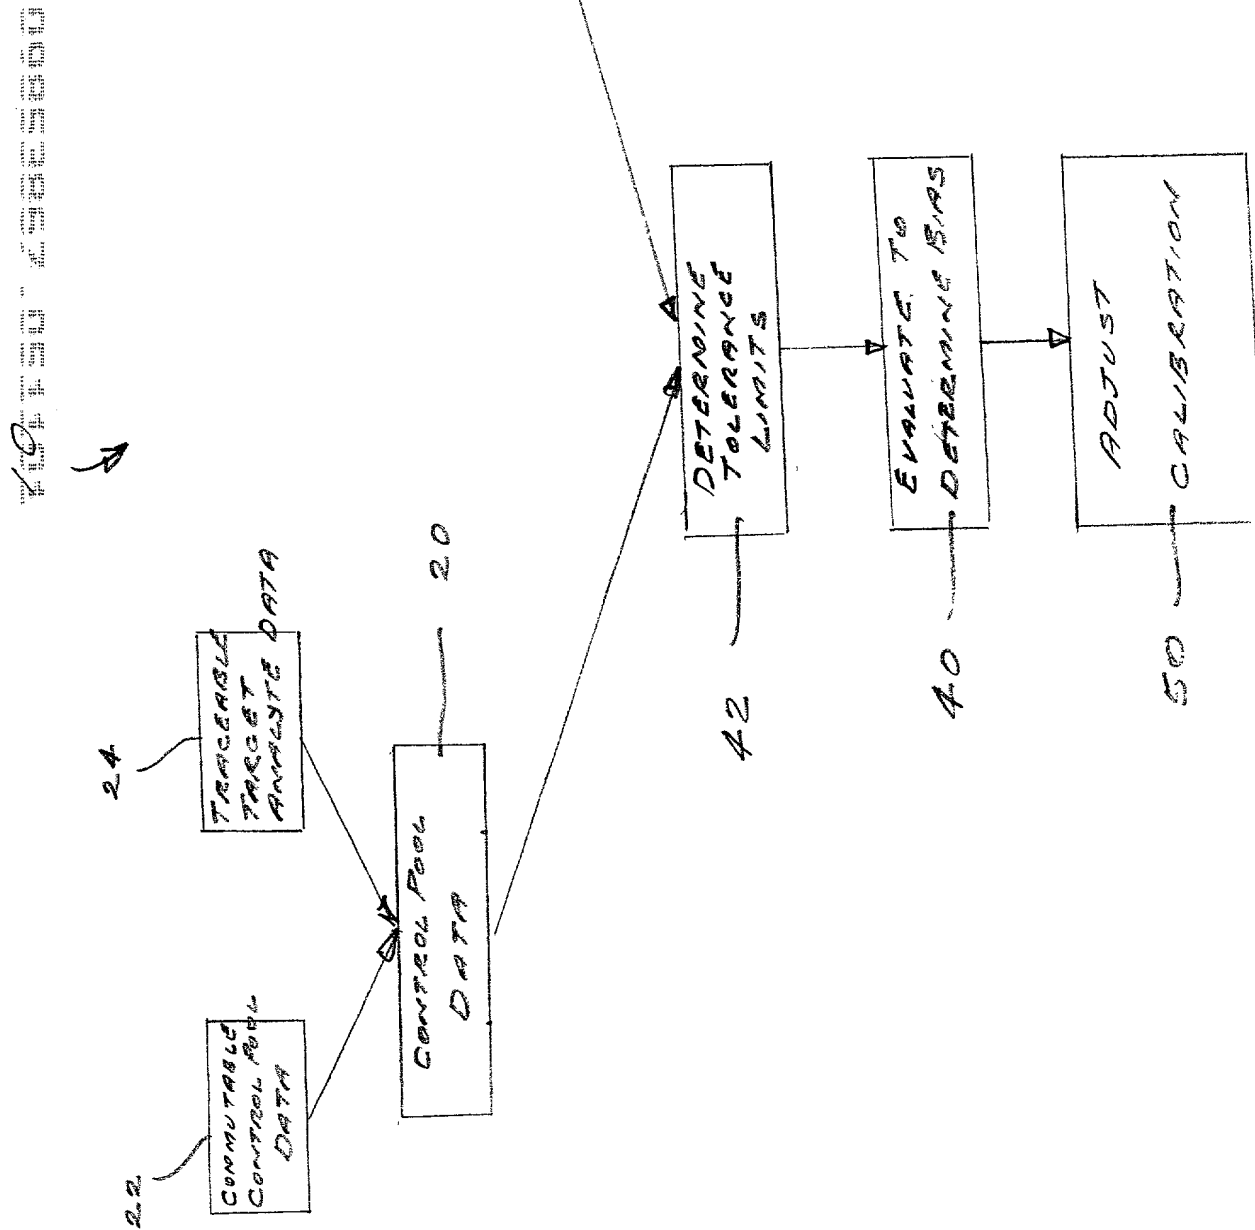 10
24
TRACEABLE
TARGET
ANALYTE DATA
22
COMMUTABLE
CONTROL POOL
DATA
CONTROL POOL
DATA
20
DETERMINE
TOLERANCE
LIMITS
42
EVALUATE TO
DETERMINE BIAS
40
ADJUST
CALIBRATION
50